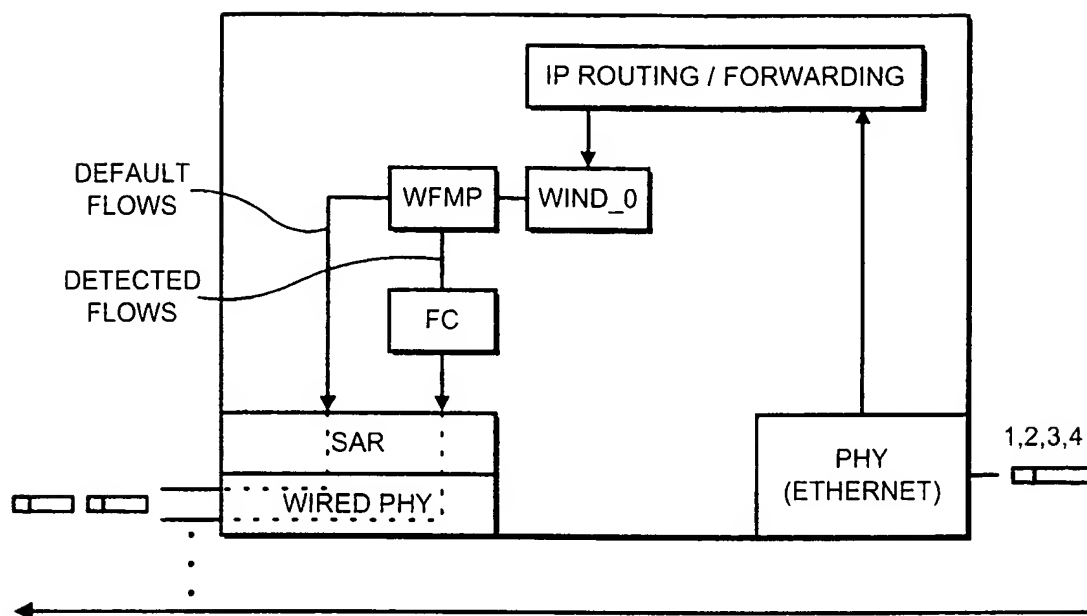 IP ROUTING / FORWARDING
DEFAULT
FLOWS
WFMP
WIND_0
DETECTED
FLOWS
FC
SAR
WIRED PHY
PHY
(ETHERNET)
1,2,3,4